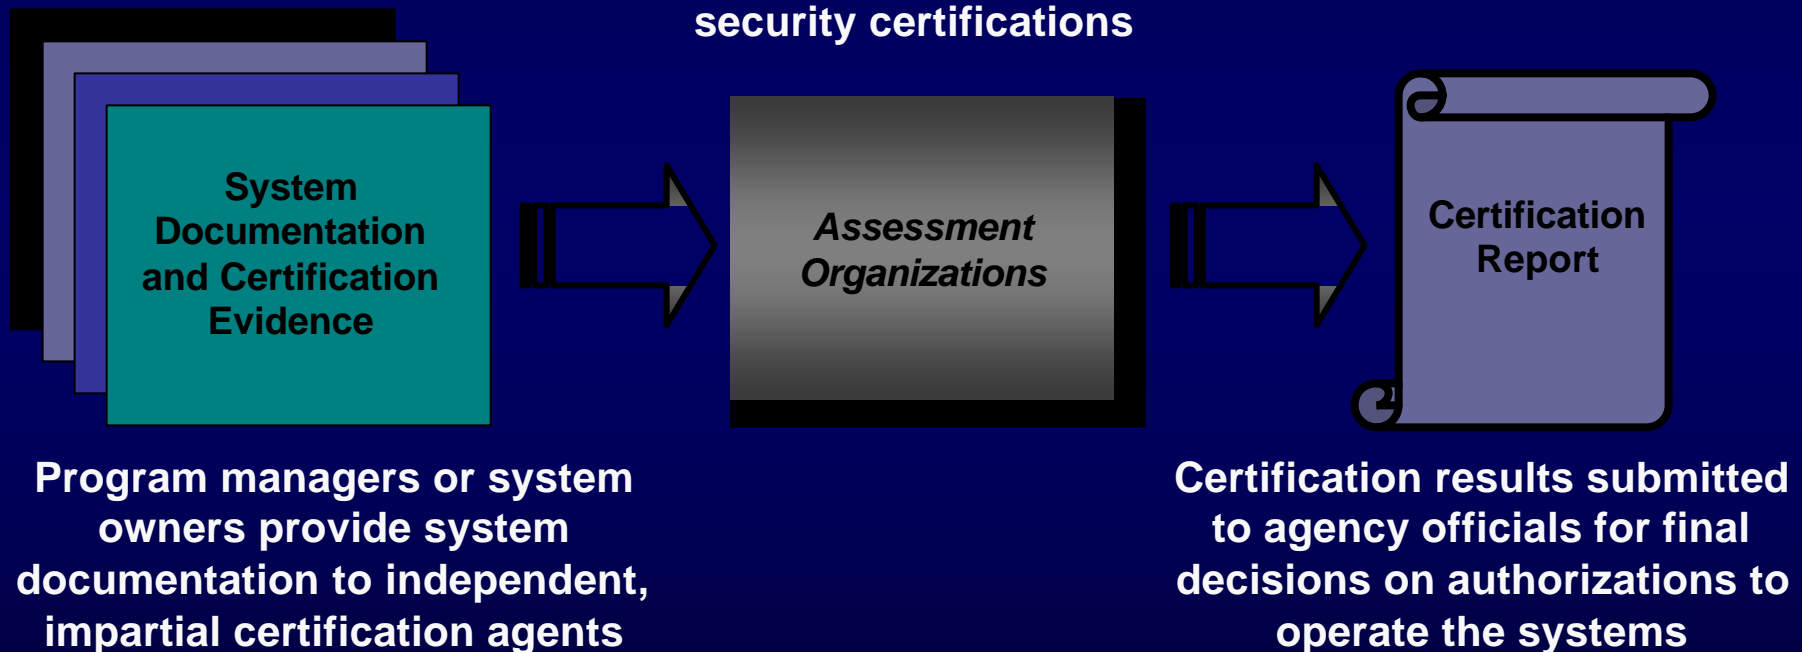 security certifications
System
Documentation
and Certification
Evidence
Assessment
Organizations
Certification
Report
Program managers or system
owners provide system
documentation to independent,
impartial certification agents
Certification results submitted
to agency officials for final
decisions on authorizations to
operate the systems